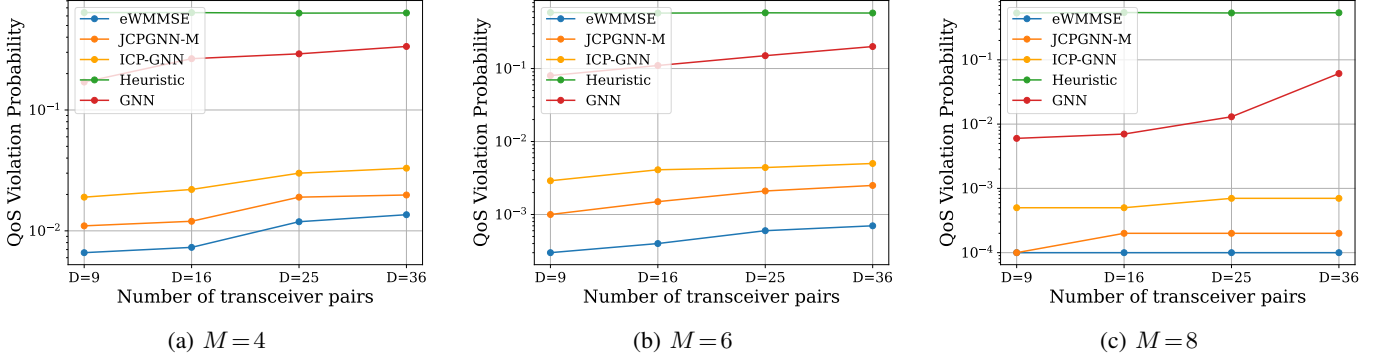 QoS Violation Probability
10⁻¹
10⁻²
eWMMSE
JCPGNN-M
ICP-GNN
Heuristic
GNN
D=9 D=16 D=25 D=36
Number of transceiver pairs
(a) M=4
QoS Violation Probability
10⁻¹
10⁻²
10⁻³
eWMMSE
JCPGNN-M
ICP-GNN
Heuristic
GNN
D=9 D=16 D=25 D=36
Number of transceiver pairs
(b) M=6
QoS Violation Probability
10⁻¹
10⁻²
10⁻³
10⁻⁴
eWMMSE
JCPGNN-M
ICP-GNN
Heuristic
GNN
D=9 D=16 D=25 D=36
Number of transceiver pairs
(c) M=8